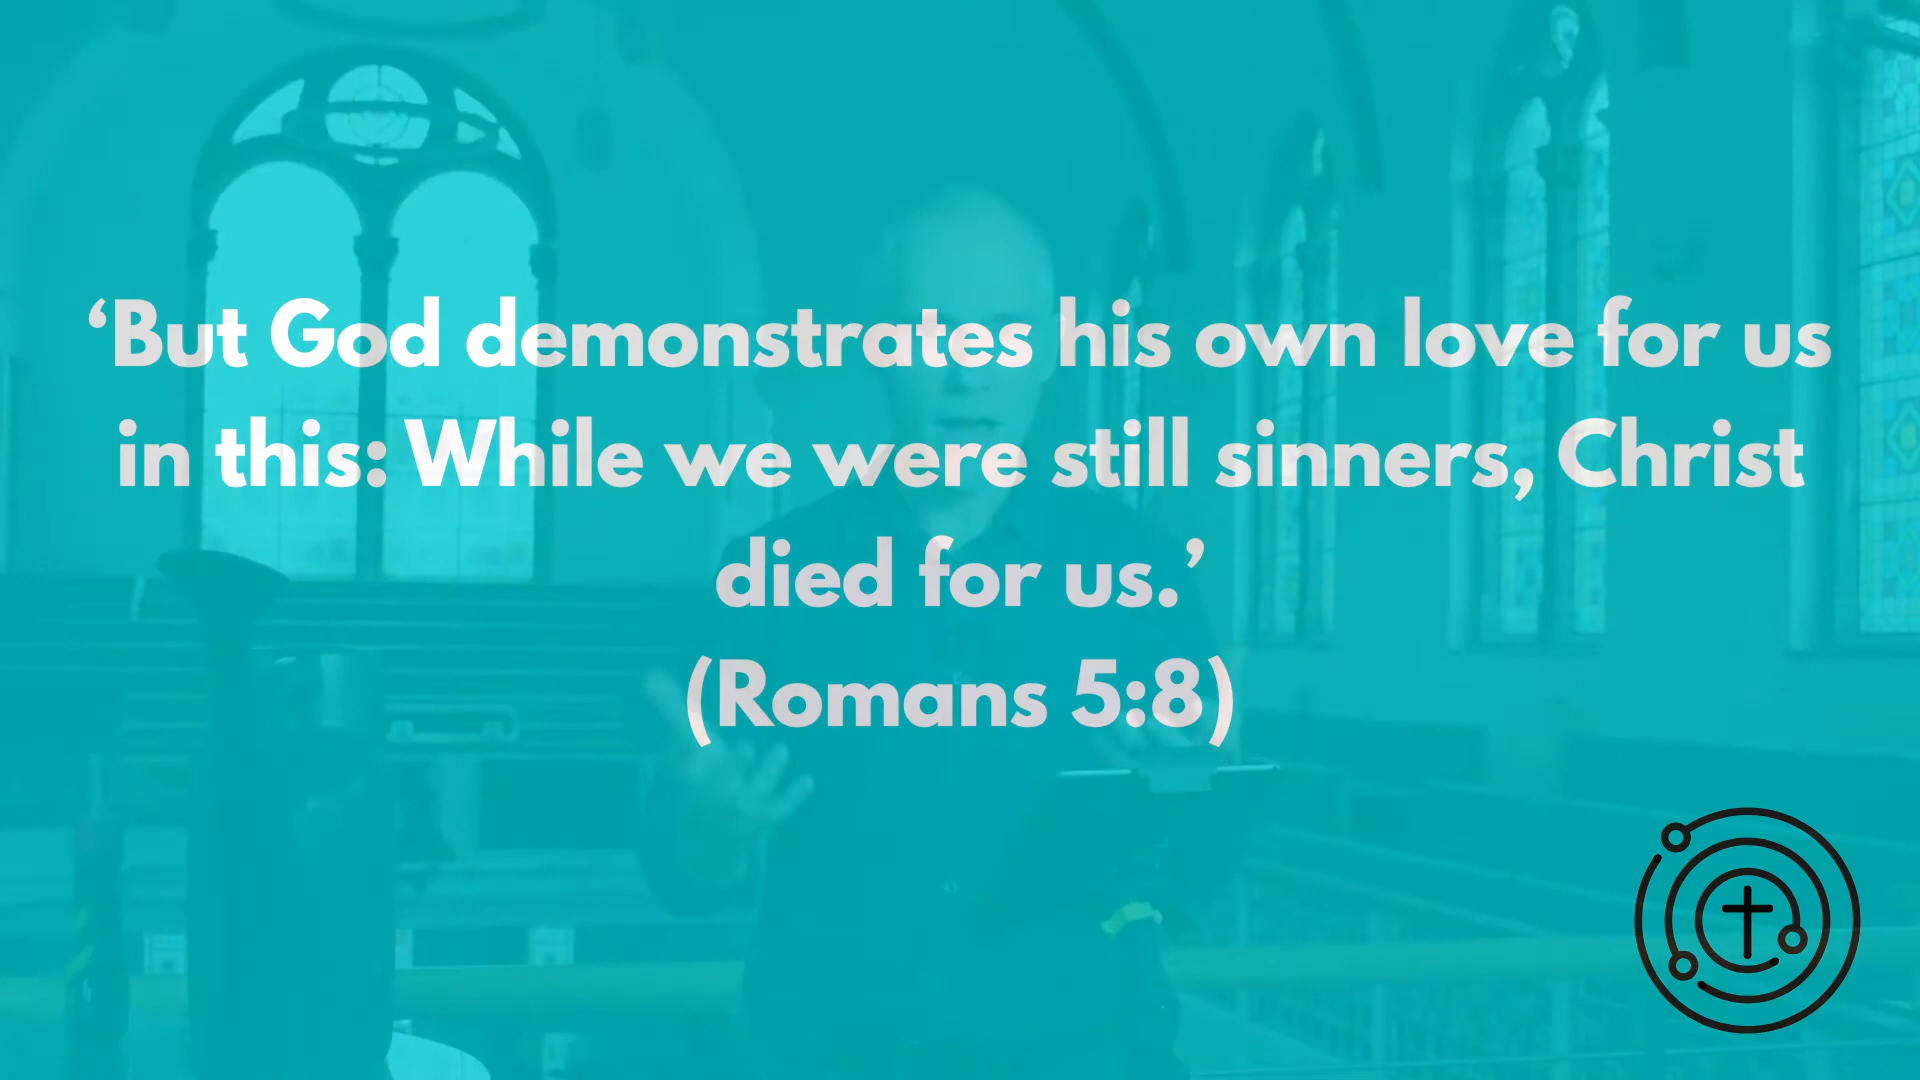 ‘But God demonstrates his own love for us
in this: While we were still sinners, Christ
died for us.’
(Romans 5:8)